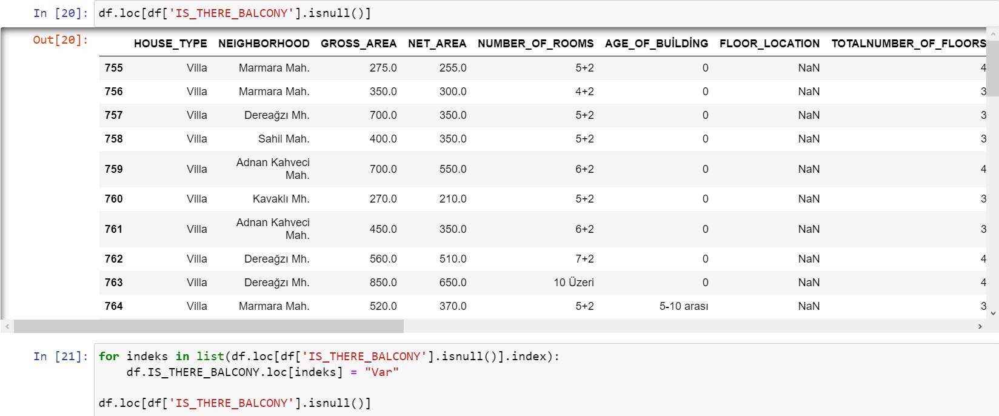 In [20]: df.loc[df['IS_THERE_BALCONY'].isnull()]
Out[20]:
HOUSE_TYPE NEIGHBORHOOD GROSS_AREA NET_AREA NUMBER_OF_ROOMS AGE_OF_BUİLDİNG FLOOR_LOCATION TOTALNUMBER_OF_FLOORS
755 Villa Marmara Mah. 275.0 255.0 5+2 0 NaN 4
756 Villa Marmara Mah. 350.0 300.0 4+2 0 NaN 3
757 Villa Dereağzı Mh. 700.0 350.0 5+2 0 NaN 3
758 Villa Sahil Mah. 400.0 350.0 5+2 0 NaN 3
759 Villa Adnan Kahveci Mah. 700.0 550.0 6+2 0 NaN 4
760 Villa Kavaklı Mh. 270.0 210.0 5+2 0 NaN 3
761 Villa Adnan Kahveci Mah. 450.0 350.0 6+2 0 NaN 3
762 Villa Dereağzı Mh. 560.0 510.0 7+2 0 NaN 4
763 Villa Dereağzı Mh. 850.0 650.0 10 Üzeri 0 NaN 4
764 Villa Marmara Mah. 520.0 370.0 5+2 5-10 arası NaN 3
In [21]: for indeks in list(df.loc[df['IS_THERE_BALCONY'].isnull()].index):
    df.IS_THERE_BALCONY.loc[indeks] = "Var"
df.loc[df['IS_THERE_BALCONY'].isnull()]